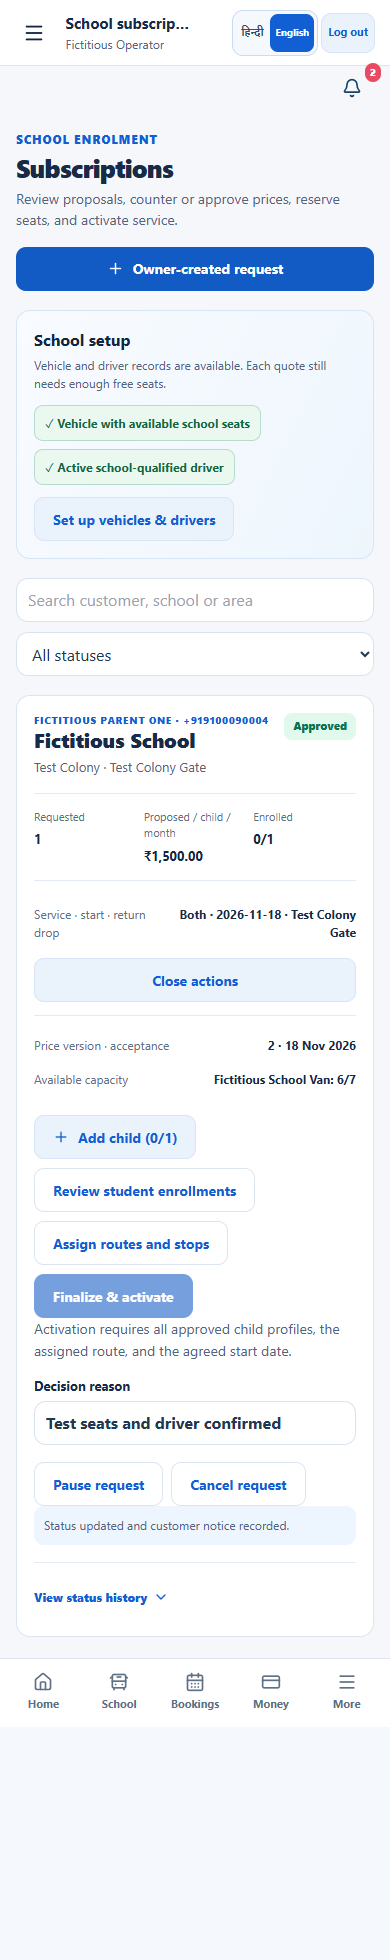 School subscrip...
Fictitious Operator
हिन्दी
English
Log out
2
SCHOOL ENROLMENT
Subscriptions
Review proposals, counter or approve prices, reserve
seats, and activate service.
+ Owner-created request
School setup
Vehicle and driver records are available. Each quote still
needs enough free seats.
✓ Vehicle with available school seats
✓ Active school-qualified driver
Set up vehicles & drivers
Search customer, school or area
All statuses
FICTITIOUS PARENT ONE · +919100090004
Approved
Fictitious School
Test Colony · Test Colony Gate
Requested
1
Proposed / child /
month
₹1,500.00
Enrolled
0/1
Service · start · return
drop
Both · 2026-11-18 · Test Colony
Gate
Close actions
Price version · acceptance
2 · 18 Nov 2026
Available capacity
Fictitious School Van: 6/7
+ Add child (0/1)
Review student enrollments
Assign routes and stops
Finalize & activate
Activation requires all approved child profiles, the
assigned route, and the agreed start date.
Decision reason
Test seats and driver confirmed
Pause request
Cancel request
Status updated and customer notice recorded.
View status history
Home
School
Bookings
Money
More